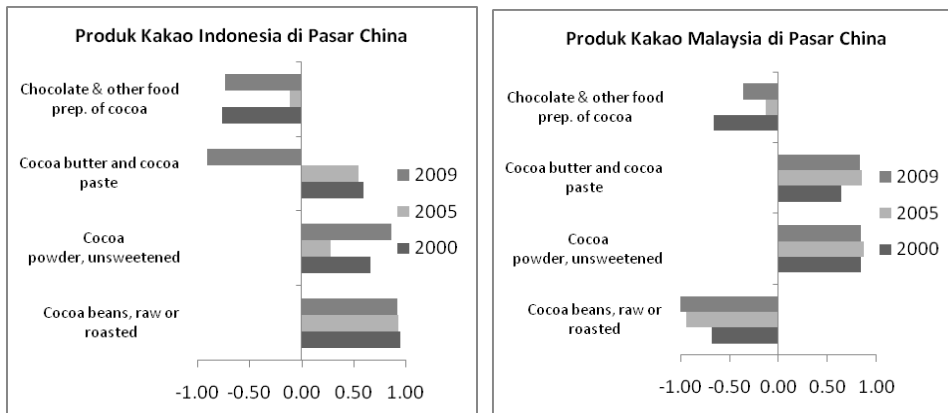 Produk Kakao Indonesia di Pasar China
Chocolate & other food
prep. of cocoa
Cocoa butter and cocoa
paste
Cocoa
powder, unsweetened
Cocoa beans, raw or
roasted
2009
2005
2000
-1.00 -0.50 0.00 0.50 1.00
Produk Kakao Malaysia di Pasar China
Chocolate & other food
prep. of cocoa
Cocoa butter and cocoa
paste
Cocoa
powder, unsweetened
Cocoa beans, raw or
roasted
2009
2005
2000
-1.00 -0.50 0.00 0.50 1.00